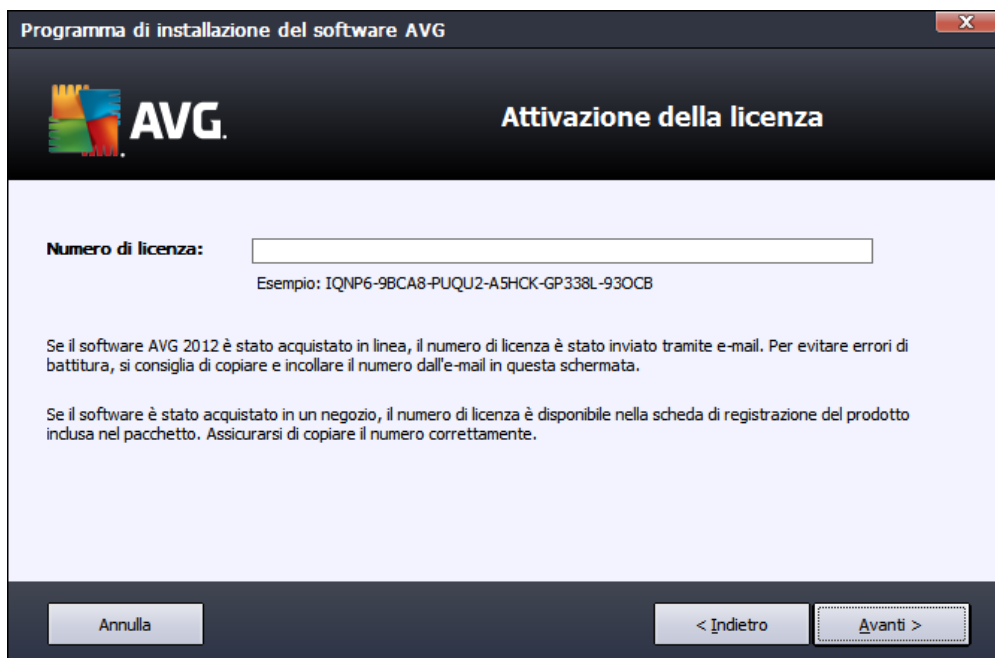 Programma di installazione del software AVG
X
AVG.
Attivazione della licenza
Numero di licenza:
Esempio: IQNP6-9BCA8-PUQU2-A5HCK-GP338L-93OCB
Se il software AVG 2012 è stato acquistato in linea, il numero di licenza è stato inviato tramite e-mail. Per evitare errori di
battitura, si consiglia di copiare e incollare il numero dall'e-mail in questa schermata.
Se il software è stato acquistato in un negozio, il numero di licenza è disponibile nella scheda di registrazione del prodotto
inclusa nel pacchetto. Assicurarsi di copiare il numero correttamente.
Annulla
< Indietro
Avanti >